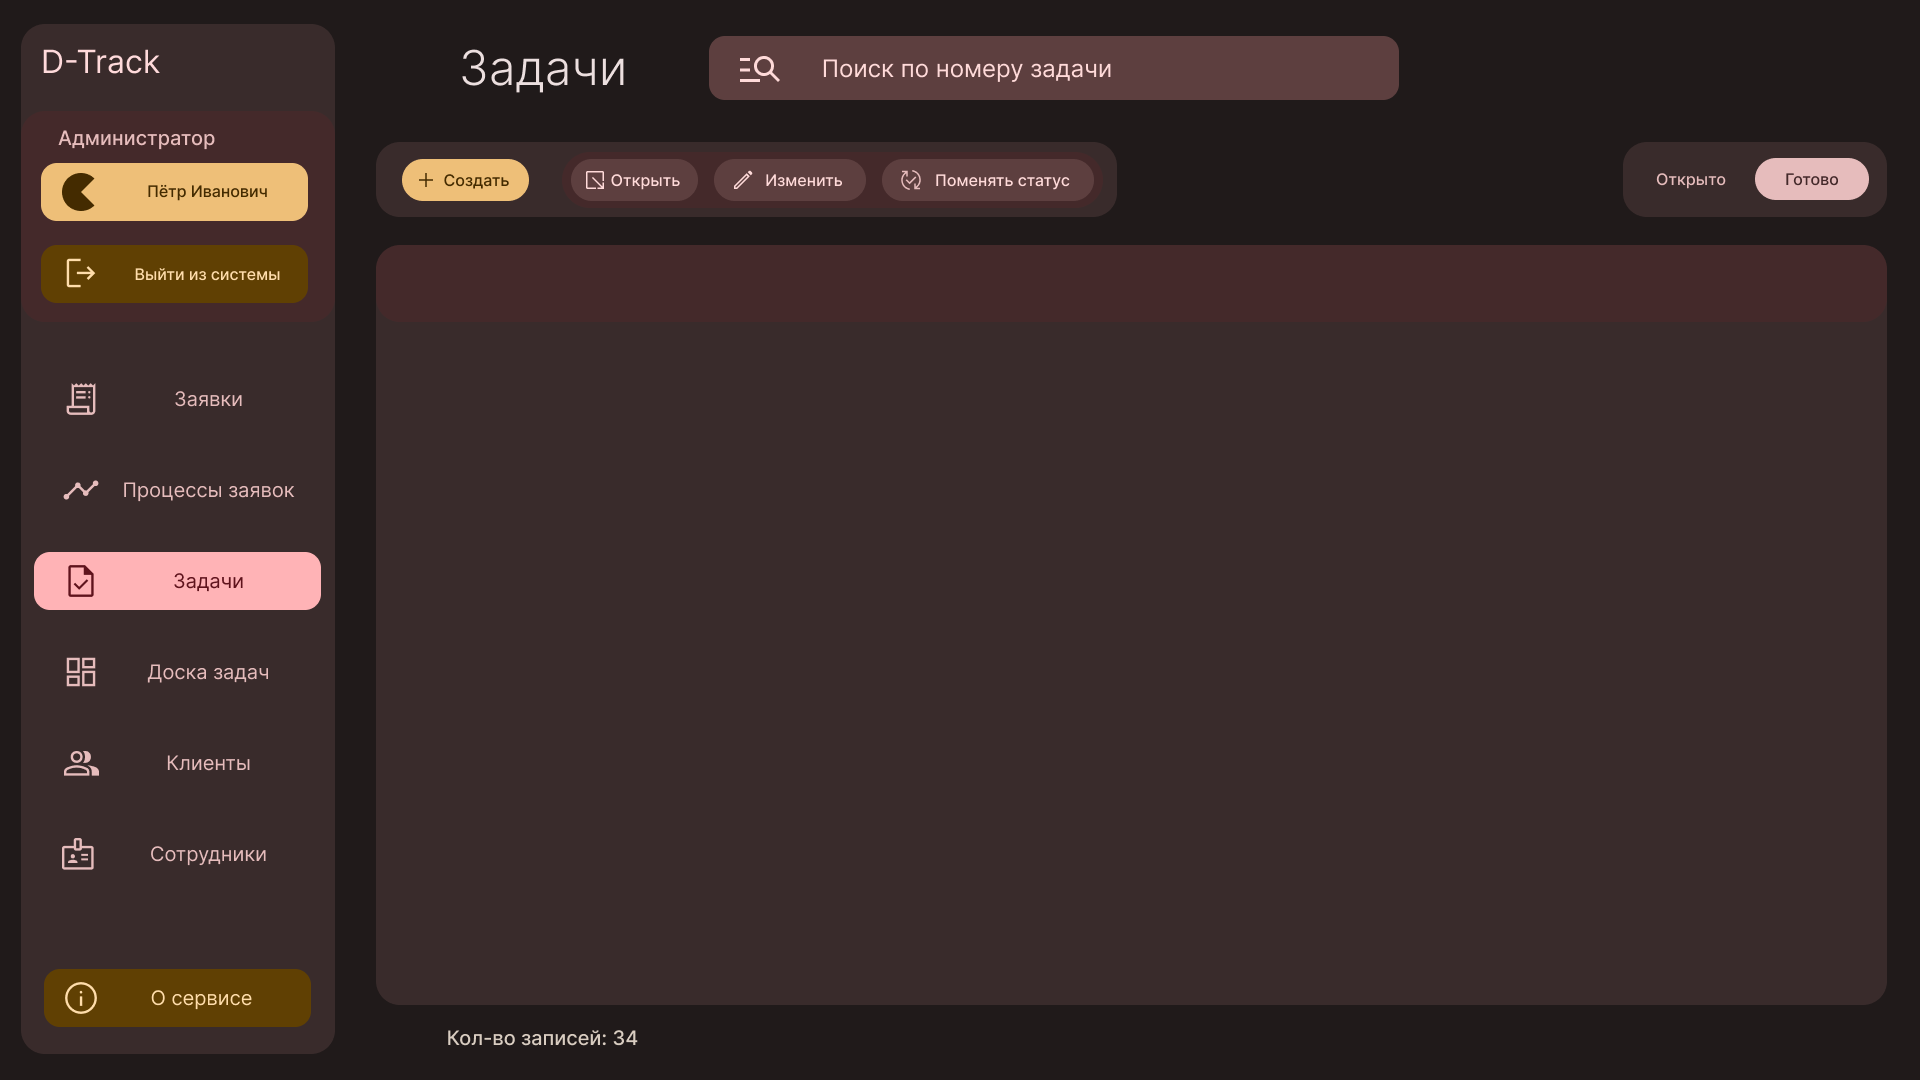 D-Track
Администратор
Пётр Иванович
Выйти из системы
Заявки
Процессы заявок
Задачи
Доска задач
Клиенты
Сотрудники
О сервисе
Задачи
Поиск по номеру задачи
Создать
Открыть
Изменить
Поменять статус
Открыто
Готово
Кол-во записей: 34